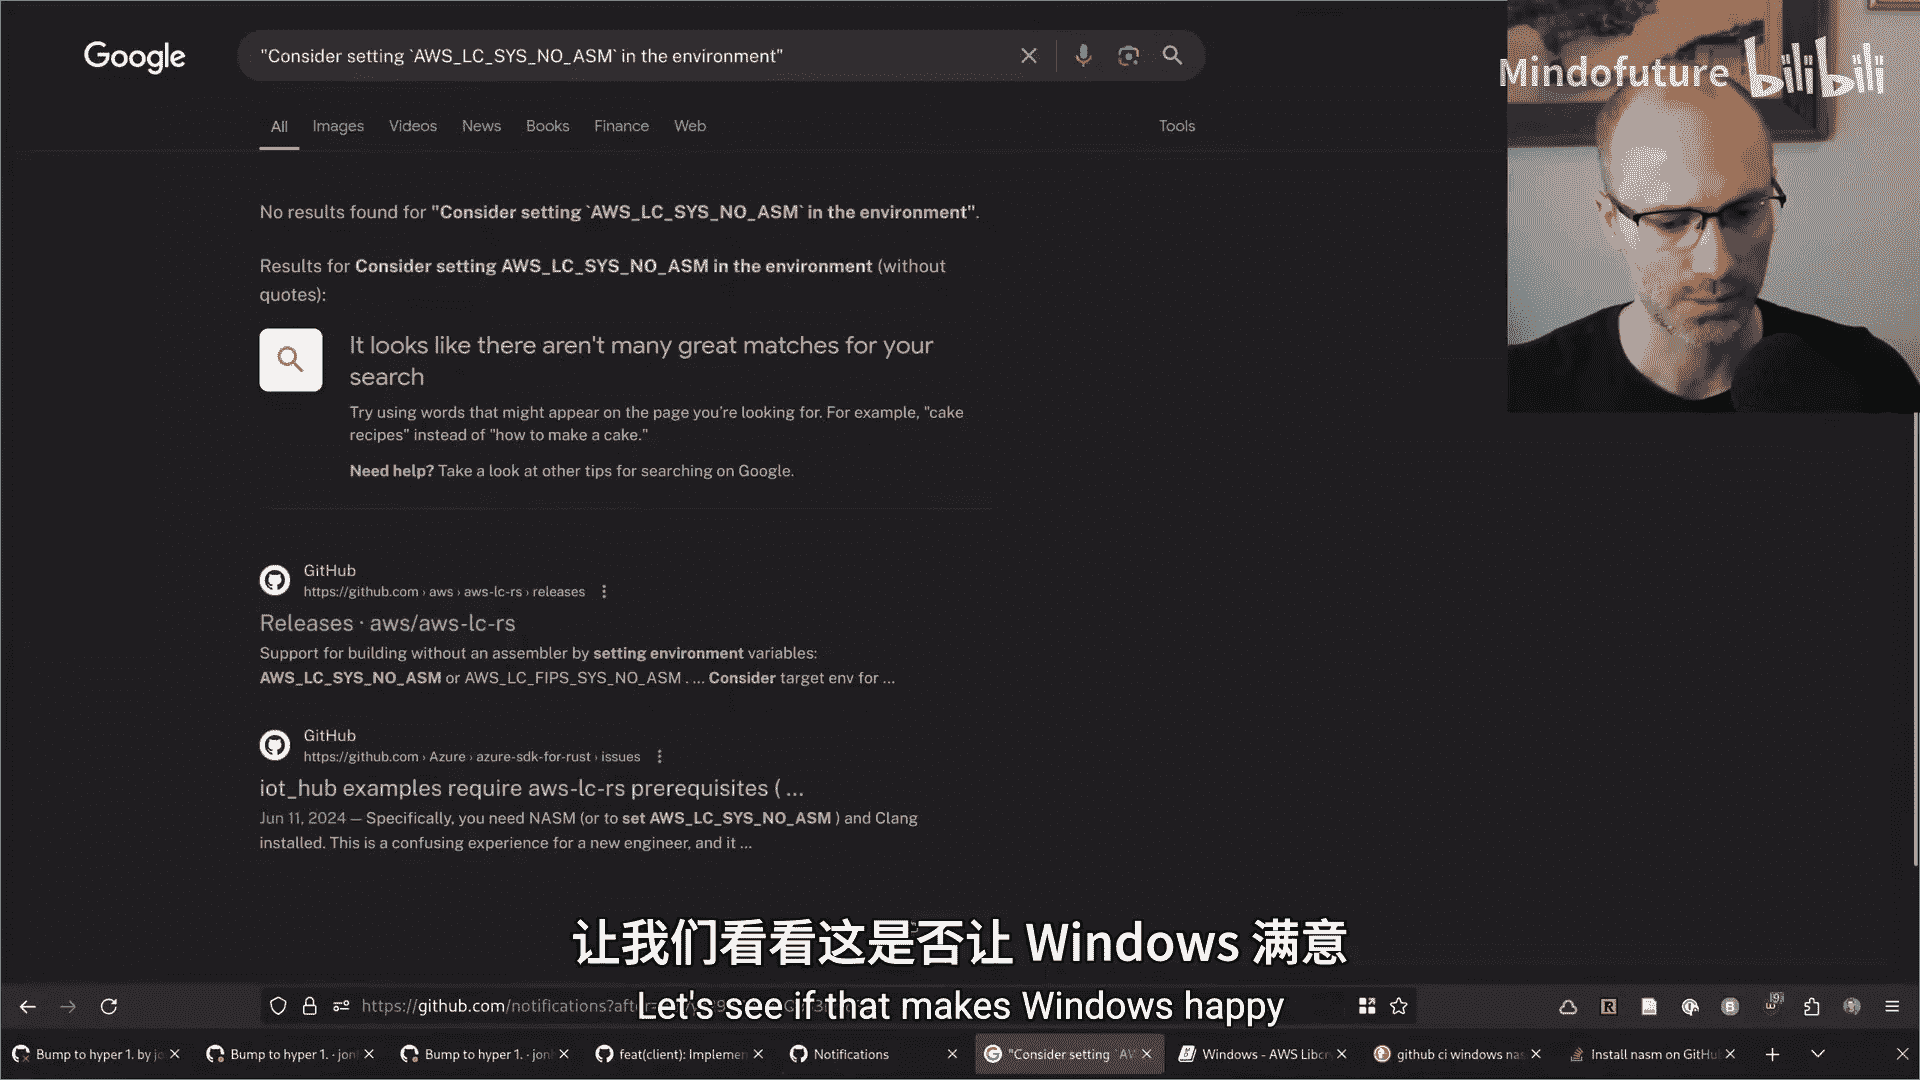 Google
"Consider setting `AWS_LC_SYS_NO_ASM` in the environment"
Mindofuture bilibili
All Images Videos News Books Finance Web Tools
No results found for "Consider setting `AWS_LC_SYS_NO_ASM` in the environment".
Results for Consider setting AWS_LC_SYS_NO_ASM in the environment (without
quotes):
It looks like there aren't many great matches for your
search
Try using words that might appear on the page you're looking for. For example, "cake
recipes" instead of "how to make a cake."
Need help? Take a look at other tips for searching on Google.
GitHub
https://github.com › aws › aws-lc-rs › releases
Releases · aws/aws-lc-rs
Support for building without an assembler by setting environment variables:
AWS_LC_SYS_NO_ASM or AWS_LC_FIPS_SYS_NO_ASM . ... Consider target env for ...
GitHub
https://github.com › Azure › azure-sdk-for-rust › issues
iot_hub examples require aws-lc-rs prerequisites ( ...
Jun 11, 2024 — Specifically, you need NASM (or to set AWS_LC_SYS_NO_ASM ) and Clang
installed. This is a confusing experience for a new engineer, and it ...
让我们看看这是否让 Windows 满意
https://github.com/notifications?after=
Let's see if that makes Windows happy
Bump to hyper 1. by jo
Bump to hyper 1. · jon
Bump to hyper 1. · jonh
feat(client): Implemen
Notifications
"Consider setting `AW
Windows - AWS Libcr
github ci windows nas
Install nasm on GitHu